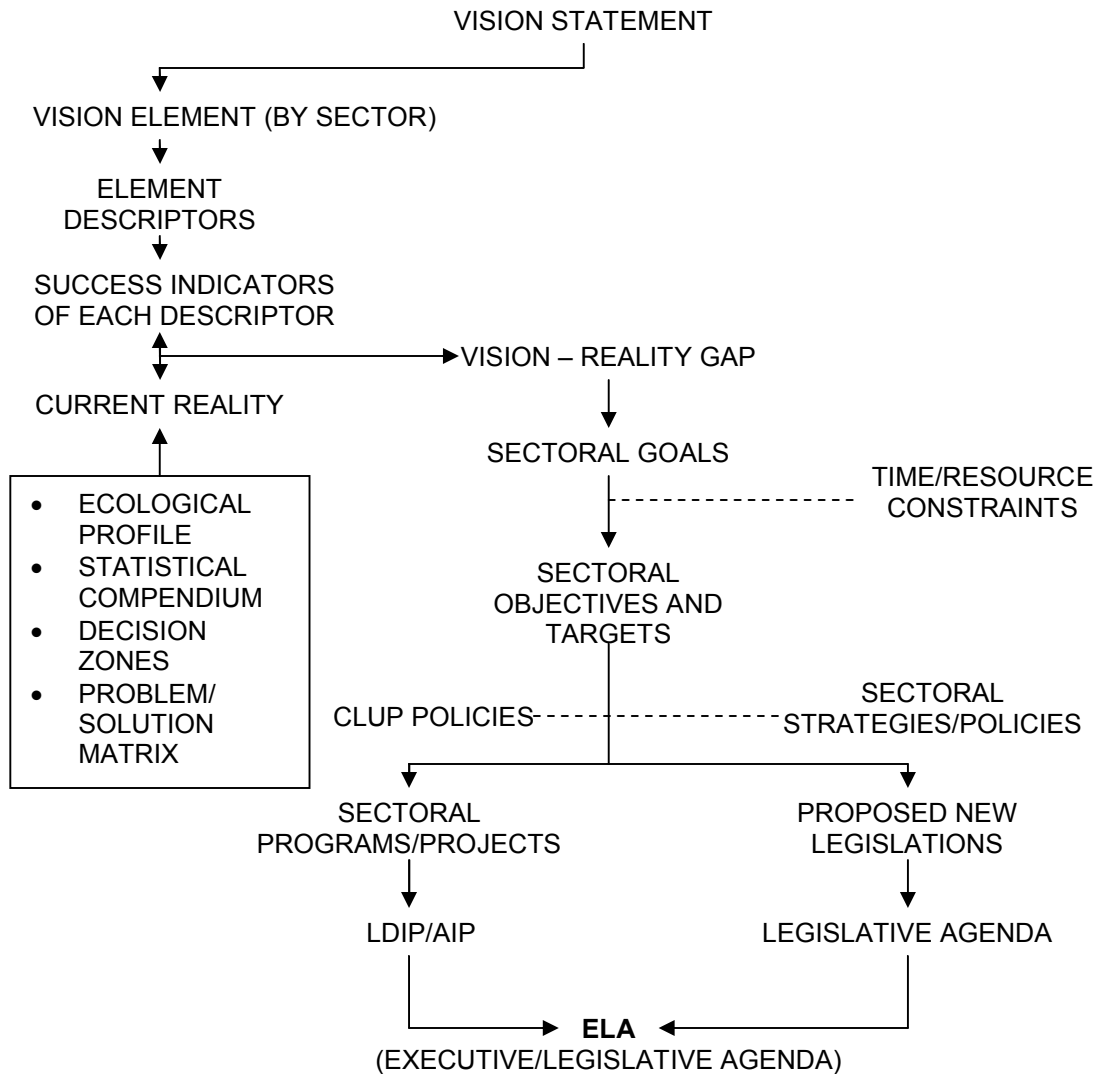 VISION STATEMENT
VISION ELEMENT (BY SECTOR)
ELEMENT
DESCRIPTORS
SUCCESS INDICATORS
OF EACH DESCRIPTOR
VISION – REALITY GAP
CURRENT REALITY
SECTORAL GOALS
TIME/RESOURCE
CONSTRAINTS
• ECOLOGICAL
PROFILE
• STATISTICAL
COMPENDIUM
• DECISION
ZONES
• PROBLEM/
SOLUTION
MATRIX
SECTORAL
OBJECTIVES AND
TARGETS
CLUP POLICIES
SECTORAL
STRATEGIES/POLICIES
SECTORAL
PROGRAMS/PROJECTS
PROPOSED NEW
LEGISLATIONS
LDIP/AIP
LEGISLATIVE AGENDA
ELA
(EXECUTIVE/LEGISLATIVE AGENDA)